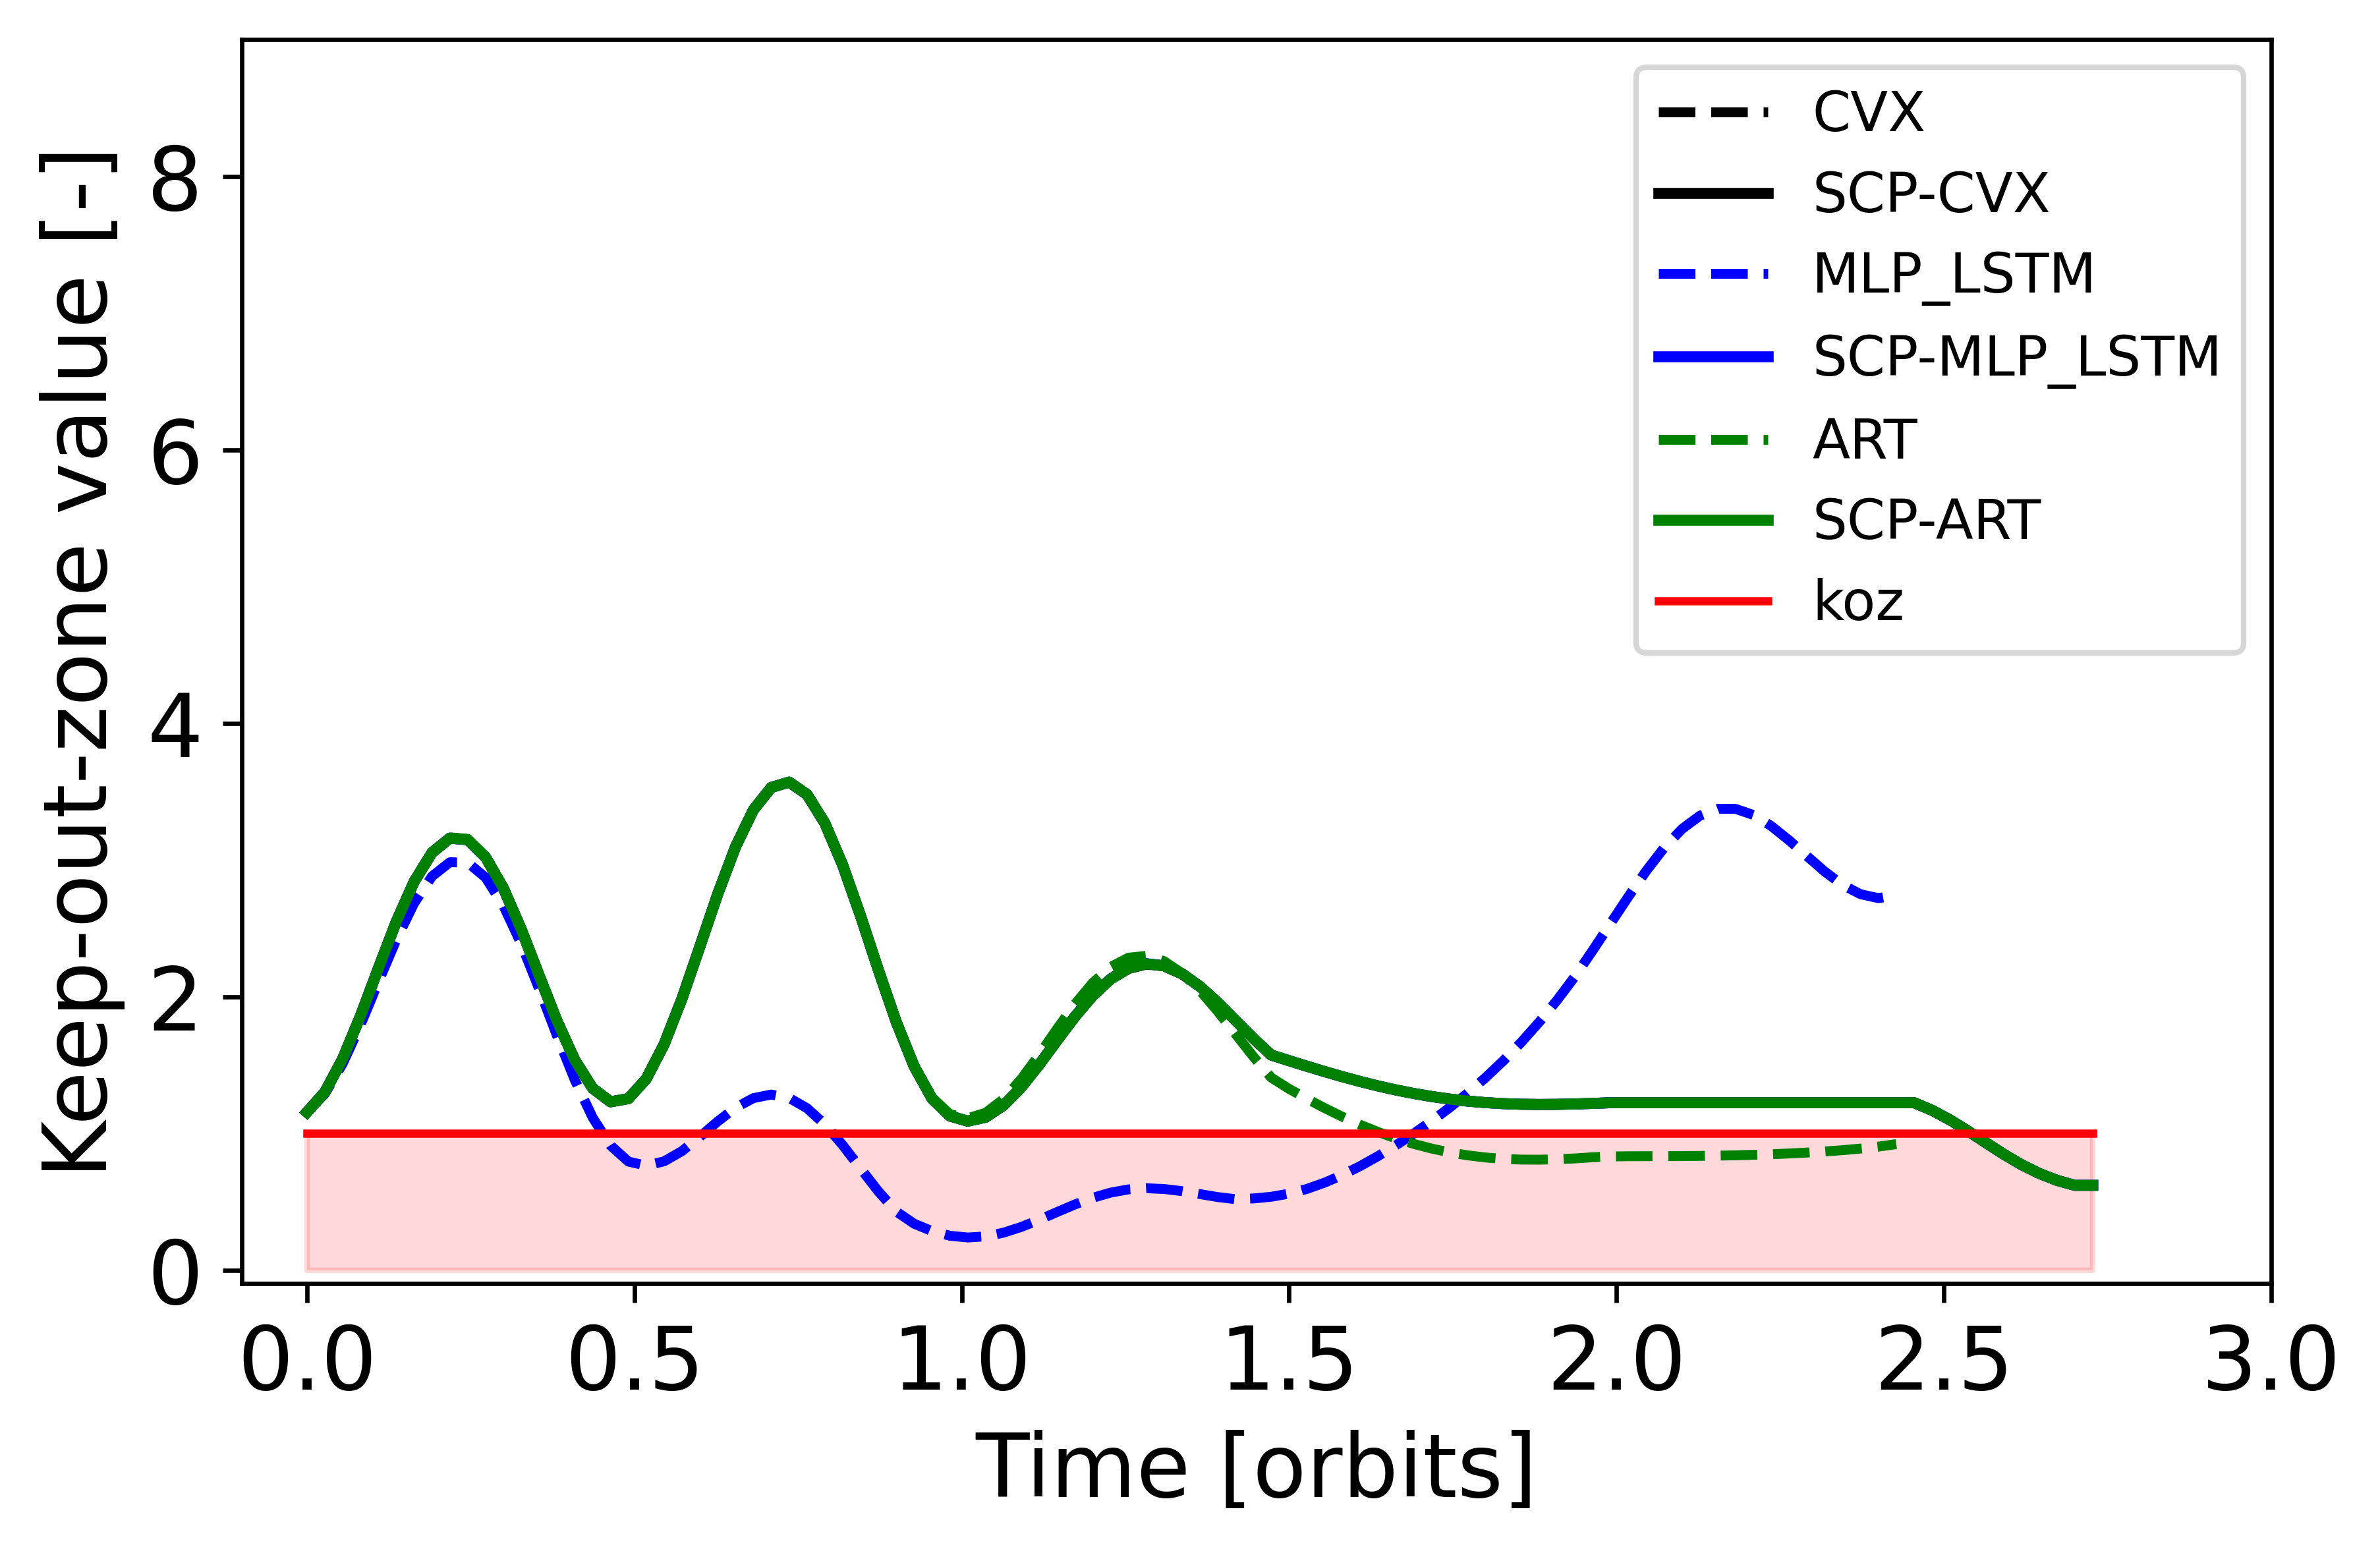 Keep-out-zone value [-]
8
6
4
2
0
CVX
SCP-CVX
MLP_LSTM
SCP-MLP_LSTM
ART
SCP-ART
koz
0.0 0.5 1.0 1.5 2.0 2.5 3.0
Time [orbits]